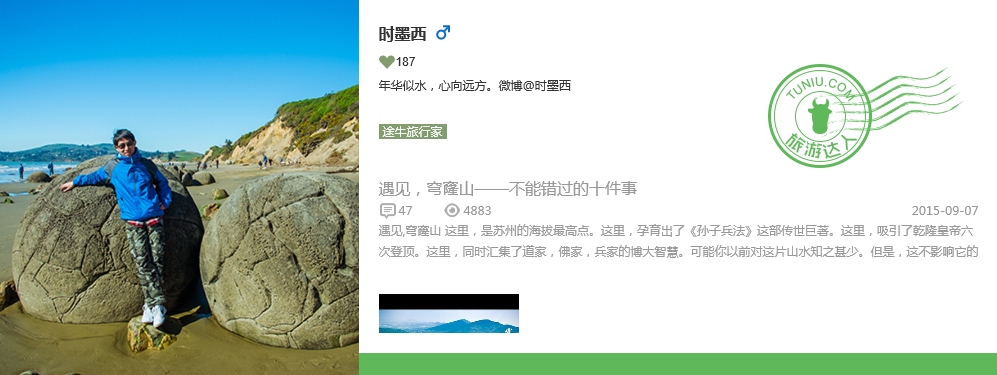 时墨西
187
年华似水，心向远方。微博@时墨西
TUNIU.COM
旅游达人
途牛旅行家
遇见，穹窿山——不能错过的十件事
47 4883 2015-09-07
遇见,穹窿山 这里，是苏州的海拔最高点。这里，孕育出了《孙子兵法》这部传世巨著。这里，吸引了乾隆皇帝六
次登顶。这里，同时汇集了道家，佛家，兵家的博大智慧。可能你以前对这片山水知之甚少。但是，这不影响它的